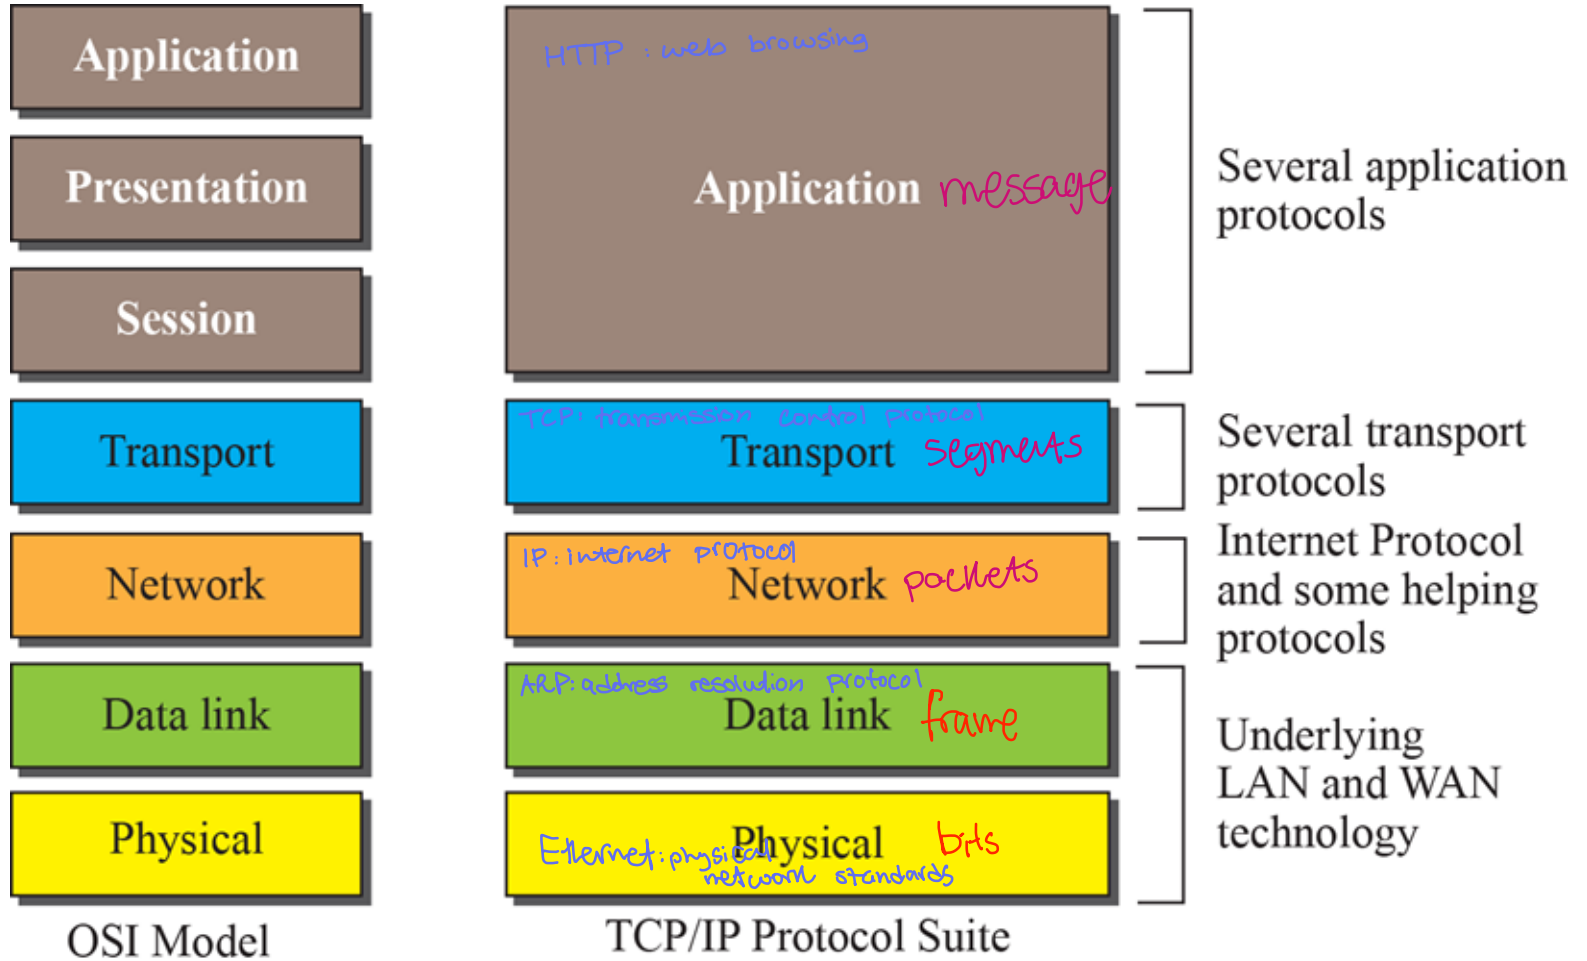 Application
Presentation
Session
Transport
Network
Data link
Physical
OSI Model
HTTP : web browsing
Application message
TCP: transmission control protocol
Transport segments
IP: internet protocol
Network packets
ARP: address resolution protocol
Data link frame
Physical bits
Ethernet: physical
network standards
TCP/IP Protocol Suite
Several application
protocols
Several transport
protocols
Internet Protocol
and some helping
protocols
Underlying
LAN and WAN
technology